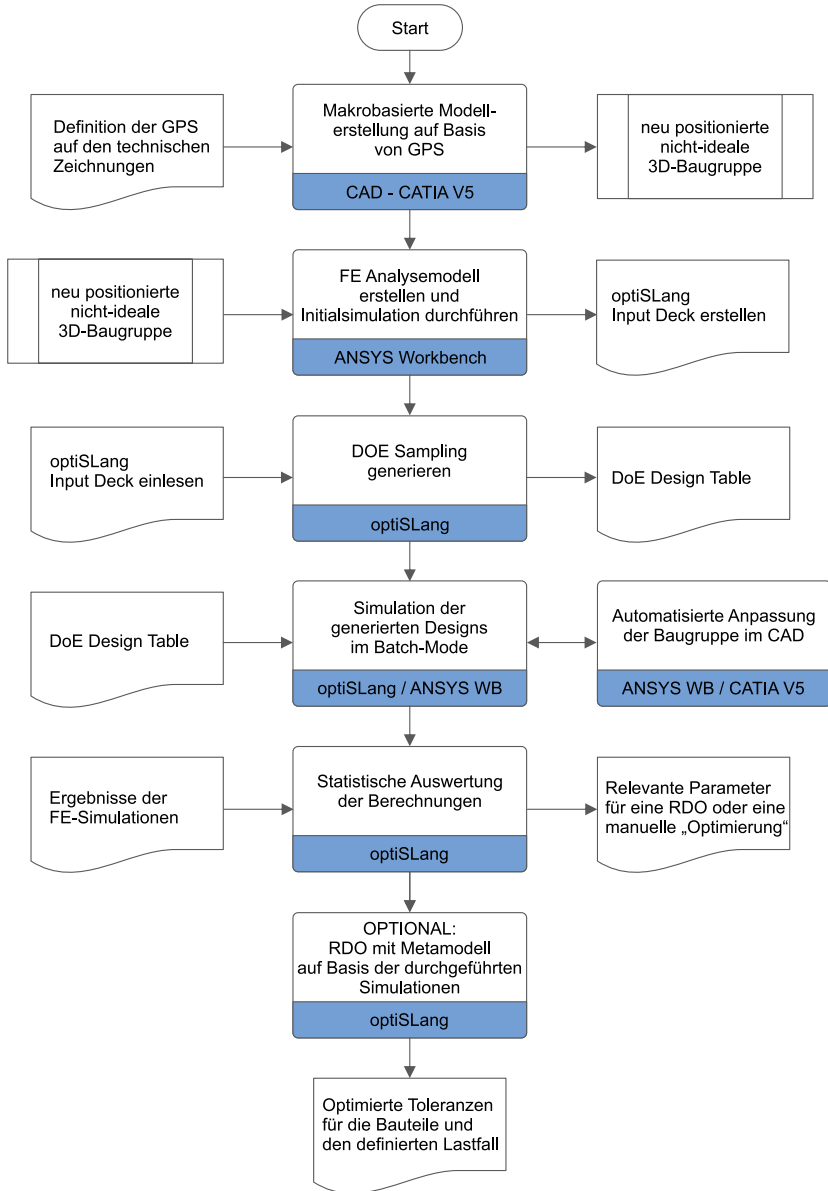 Start
Definition der GPS
auf den technischen
Zeichnungen
Makrobasierte Modell-
erstellung auf Basis
von GPS
CAD - CATIA V5
neu positionierte
nicht-ideale
3D-Baugruppe
neu positionierte
nicht-ideale
3D-Baugruppe
FE Analysemodell
erstellen und
Initialsimulation durchführen
ANSYS Workbench
optiSLang
Input Deck erstellen
optiSLang
Input Deck einlesen
DOE Sampling
generieren
optiSLang
DoE Design Table
DoE Design Table
Simulation der
generierten Designs
im Batch-Mode
optiSLang / ANSYS WB
Automatisierte Anpassung
der Baugruppe im CAD
ANSYS WB / CATIA V5
Ergebnisse der
FE-Simulationen
Statistische Auswertung
der Berechnungen
optiSLang
Relevante Parameter
für eine RDO oder eine
manuelle „Optimierung“
OPTIONAL:
RDO mit Metamodell
auf Basis der durchgeführten
Simulationen
optiSLang
Optimierte Toleranzen
für die Bauteile und
den definierten Lastfall